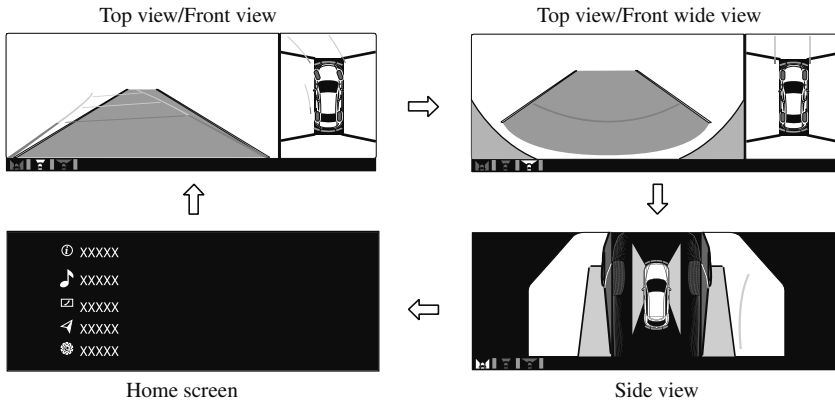 Top view/Front view
Top view/Front wide view
XXXXX
XXXXX
XXXXX
XXXXX
XXXXX
Home screen
Side view